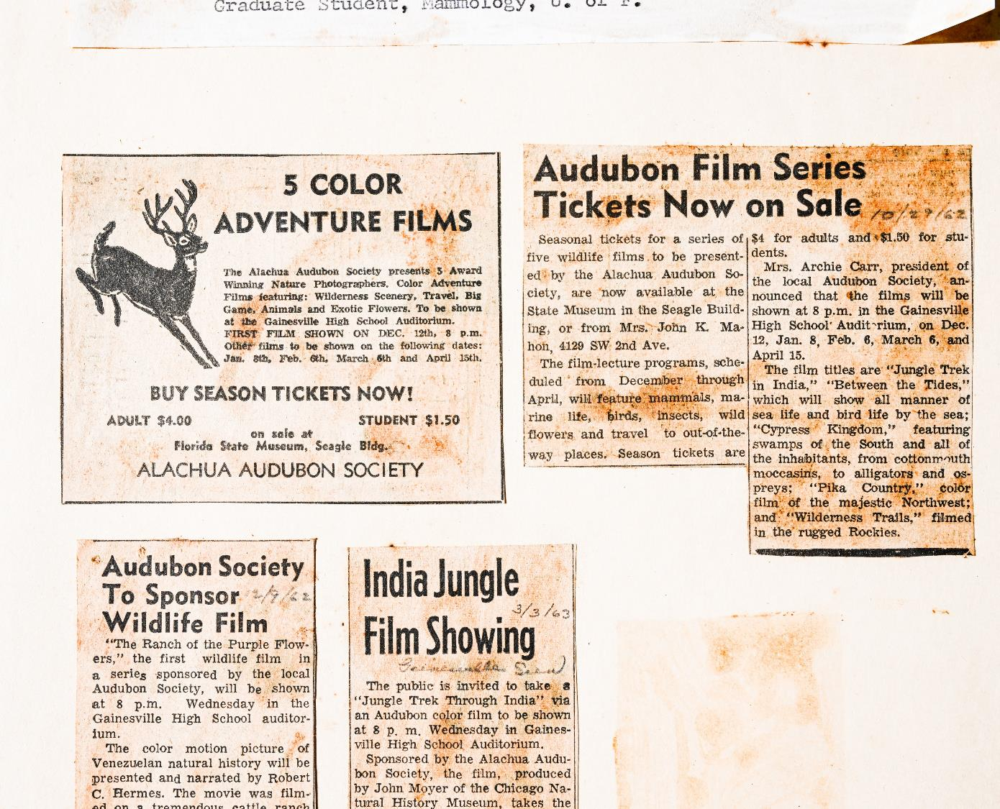 Graduate Student, Mammology, U. of F.
5 COLOR
ADVENTURE FILMS
The Alachua Audubon Society presents 5 Award
Winning Nature Photographers, Color Adventure
Films featuring: Wilderness Scenery, Travel, Big
Game, Animals and Exotic Flowers. To be shown
at the Gainesville High School Auditorium.
FIRST FILM SHOWN ON DEC. 12th, 8 p.m.
Other films to be shown on the following dates:
Jan. 8th, Feb. 6th, March 6th and April 15th.
BUY SEASON TICKETS NOW!
ADULT $4.00 STUDENT $1.50
on sale at
Florida State Museum, Seagle Bldg.
ALACHUA AUDUBON SOCIETY
Audubon Film Series
Tickets Now on Sale
10/29/62
Seasonal tickets for a series of
five wildlife films to be present-
ed by the Alachua Audubon So-
ciety, are now available at the
State Museum in the Seagle Build-
ing, or from Mrs. John K. Ma-
hon, 4129 SW 2nd Ave.
The film-lecture programs, sche-
duled from December through
April, will feature mammals, ma-
rine life, birds, insects, wild
flowers and travel to out-of-the-
way places. Season tickets are
$4 for adults and $1.50 for stu-
dents.
Mrs. Archie Carr, president of
the local Audubon Society, an-
nounced that the films will be
shown at 8 p.m. in the Gainesville
High School Auditorium, on Dec.
12, Jan. 8, Feb. 6, March 6, and
April 15.
The film titles are "Jungle Trek
in India," "Between the Tides,"
which will show all manner of
sea life and bird life by the sea;
"Cypress Kingdom," featuring
swamps of the South and all of
the inhabitants, from cottonmouth
moccasins, to alligators and os-
preys; "Pika Country," color
film of the majestic Northwest;
and "Wilderness Trails," filmed
in the rugged Rockies.
Audubon Society
To Sponsor
12/9/62
Wildlife Film
"The Ranch of the Purple Flow-
ers," the first wildlife film in
a series sponsored by the local
Audubon Society, will be shown
at 8 p.m. Wednesday in the
Gainesville High School auditor-
ium.
The color motion picture of
Venezuelan natural history will be
presented and narrated by Robert
C. Hermes. The movie was film-
ed on a tremendous cattle ranch
India Jungle
3/3/63
Film Showing
Gainesville Sun
The public is invited to take a
"Jungle Trek Through India" via
an Audubon color film to be shown
at 8 p. m. Wednesday in Gaines-
ville High School Auditorium.
Sponsored by the Alachua Audu-
bon Society, the film, produced
by John Moyer of the Chicago Na-
tural History Museum, takes the